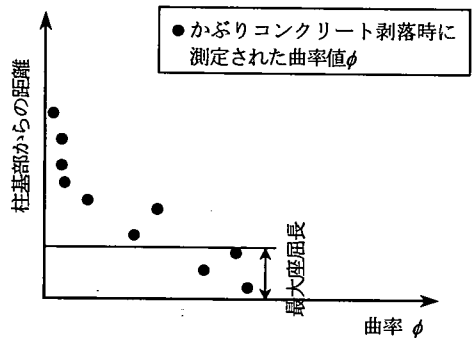 ● かぶりコンクリート剥落時に
測定された曲率値φ
柱基部からの距離
最大座屈長
曲率 φ